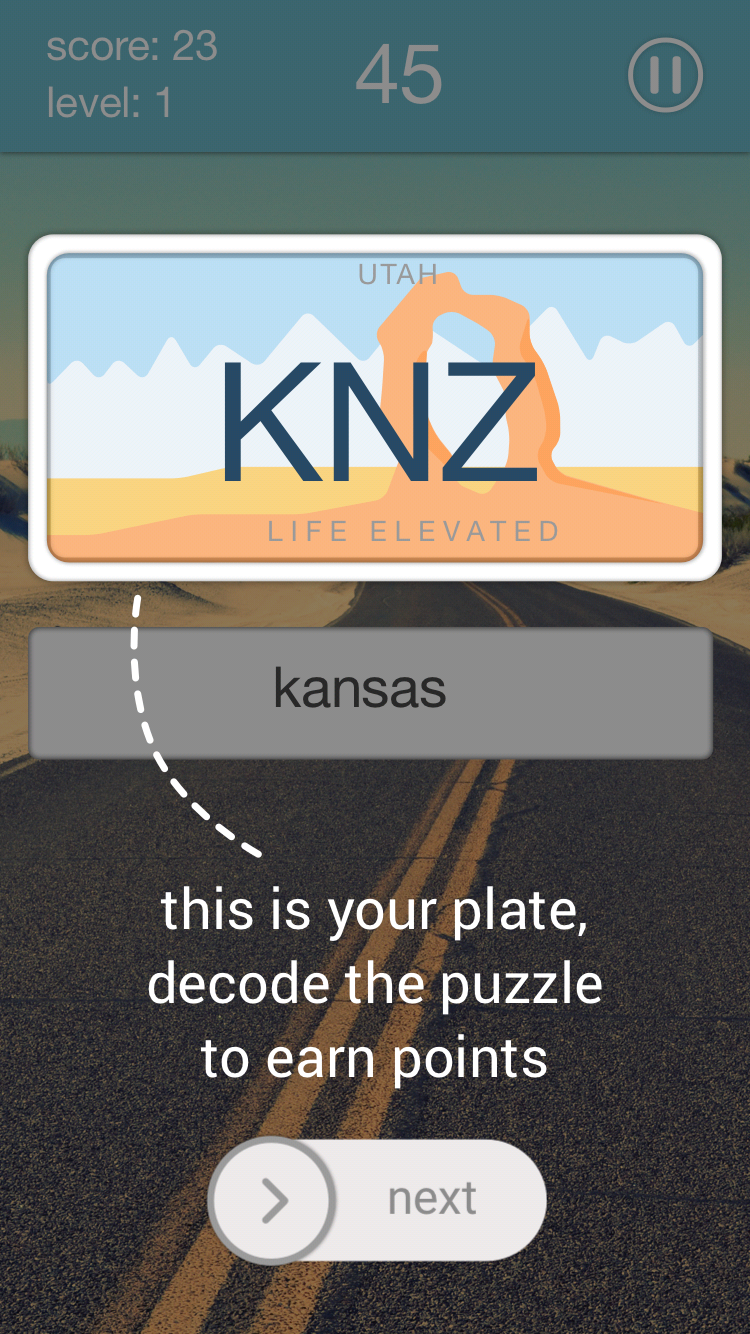 score: 23
level: 1
45
UTAH
KNZ
LIFE ELEVATED
kansas
this is your plate,
decode the puzzle
to earn points
next